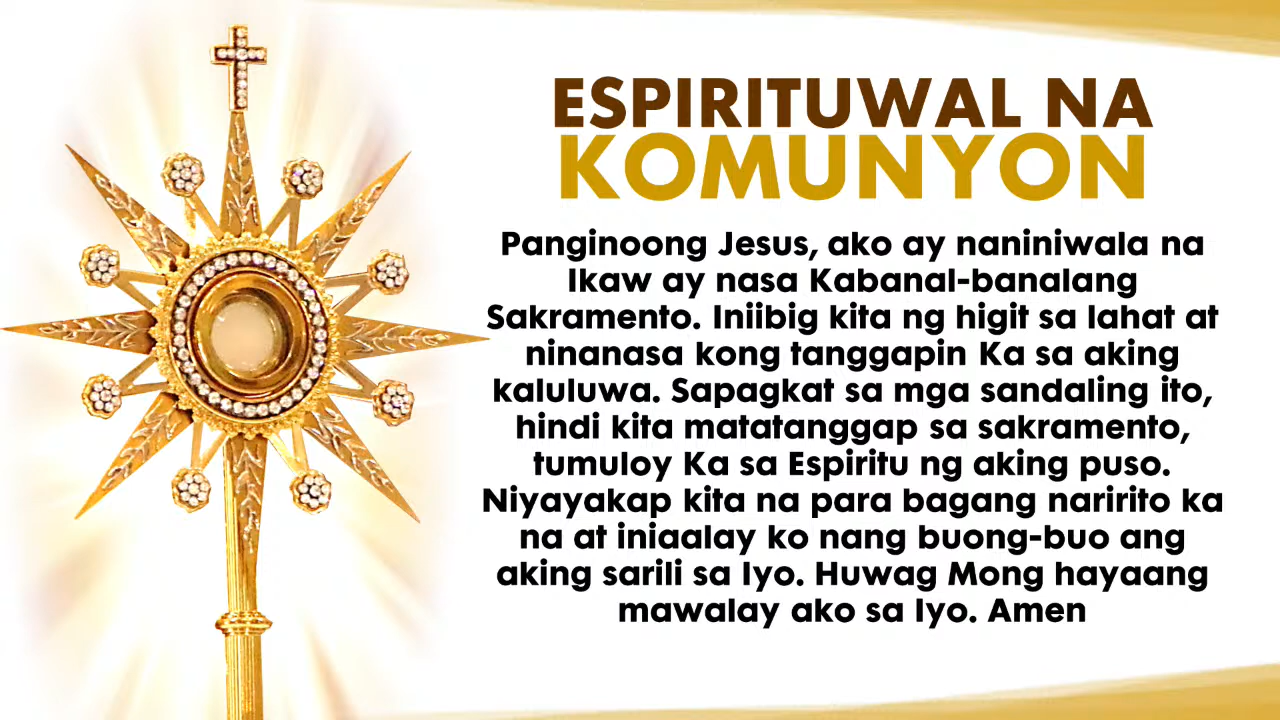 ESPIRITUWAL NA
KOMUNYON
Panginoong Jesus, ako ay naniniwala na
Ikaw ay nasa Kabanal-banalang
Sakramento. Iniibig kita ng higit sa lahat at
ninanasa kong tanggapin Ka sa aking
kaluluwa. Sapagkat sa mga sandaling ito,
hindi kita matatanggap sa sakramento,
tumuloy Ka sa Espiritu ng aking puso.
Niyayakap kita na para bagang naririto ka
na at iniaalay ko nang buong-buo ang
aking sarili sa Iyo. Huwag Mong hayaang
mawalay ako sa Iyo. Amen